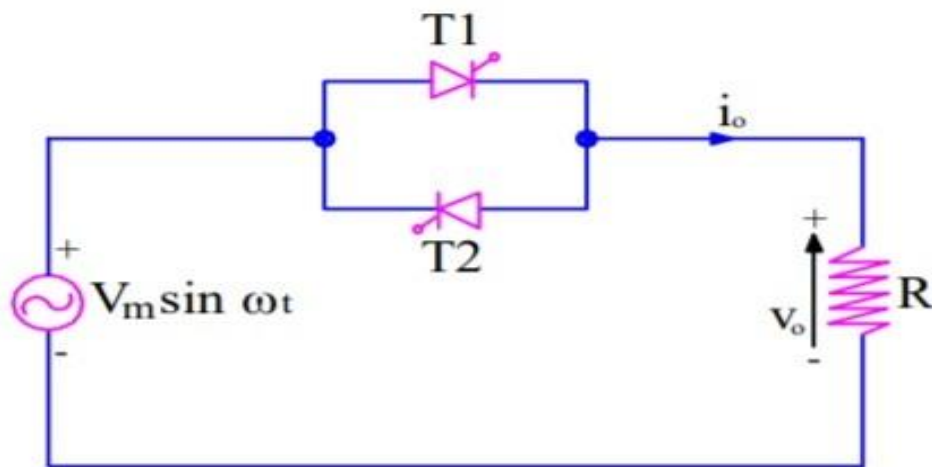 T1
iₒ
+
T2
+
Vₘsin ωt
vₒ
R
-
-